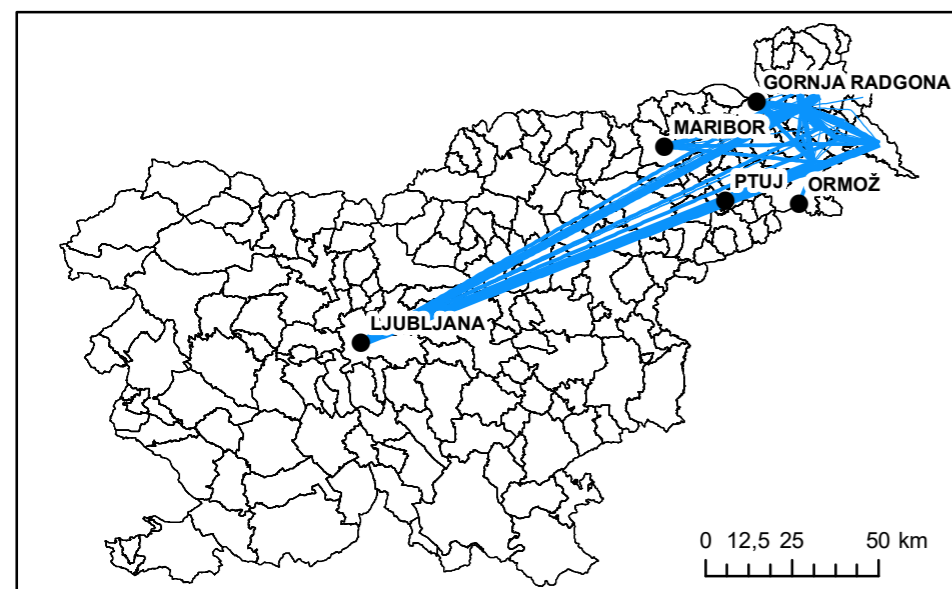 GORNJA RADGONA
MARIBOR
PTUJ
ORMOŽ
LJUBLJANA
0 12,5 25 50 km